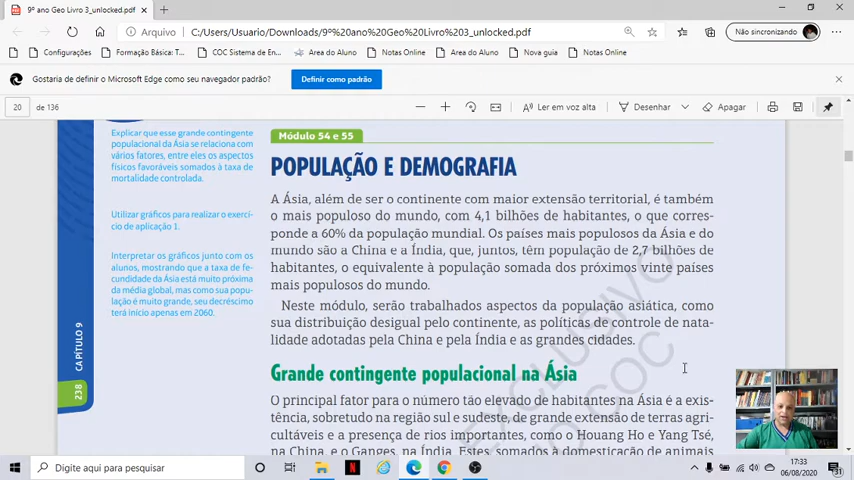 9º ano Geo Livro 3_unlocked.pdf
Arquivo
C:/Users/Usuario/Downloads/9º%20ano%20Geo%20Livro%203_unlocked.pdf
Não sincronizando
Configurações
Formação Básica: T...
COC Sistema de En...
Area do Aluno
Notas Online
Area do Aluno
Nova guia
Notas Online
Gostaria de definir o Microsoft Edge como seu navegador padrão?
Definir como padrão
20
de 136
Ler em voz alta
Desenhar
Apagar
Explicar que esse grande contingente
populacional da Ásia se relaciona com
vários fatores, entre eles os aspectos
físicos favoráveis somados à taxa de
mortalidade controlada.
Utilizar gráficos para realizar o exercí-
cio de aplicação 1.
Interpretar os gráficos junto com os
alunos, mostrando que a taxa de fe-
cundidade da Ásia está muito próxima
da média global, mas como sua popu-
lação é muito grande, seu decréscimo
terá início apenas em 2060.
CAPÍTULO 9
238
Módulo 54 e 55
POPULAÇÃO E DEMOGRAFIA
A Ásia, além de ser o continente com maior extensão territorial, é também
o mais populoso do mundo, com 4,1 bilhões de habitantes, o que corres-
ponde a 60% da população mundial. Os países mais populosos da Ásia e do
mundo são a China e a Índia, que, juntos, têm população de 2,7 bilhões de
habitantes, o equivalente à população somada dos próximos vinte países
mais populosos do mundo.
Neste módulo, serão trabalhados aspectos da população asiática, como
sua distribuição desigual pelo continente, as políticas de controle de nata-
lidade adotadas pela China e pela Índia e as grandes cidades.
Grande contingente populacional na Ásia
O principal fator para o número tão elevado de habitantes na Ásia é a exis-
tência, sobretudo na região sul e sudeste, de grande extensão de terras agri-
cultáveis e a presença de rios importantes, como o Houang Ho e Yang Tsé,
na China, e o Ganges, na Índia. Estes, somados à domesticação de animais
EXCLUSIVO
COC
Digite aqui para pesquisar
17:33
06/08/2020